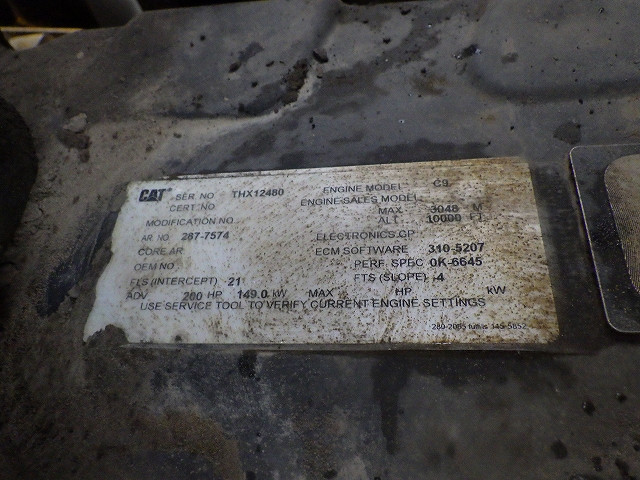 CAT SER. NO THX12480 ENGINE MODEL C9
CERT. NO ENGINE SALES MODEL
MODIFICATION NO MAX 3048 M
ALT. 10000 FT.
AR. NO. 287-7574 ELECTRONICS GP
CORE AR ECM SOFTWARE 310-5207
OEM NO PERF. SPEC 0K-6645
FLS (INTERCEPT) 21 FTS (SLOPE) -4
ADV 200 HP 149.0 kW MAX HP kW
USE SERVICE TOOL TO VERIFY CURRENT ENGINE SETTINGS